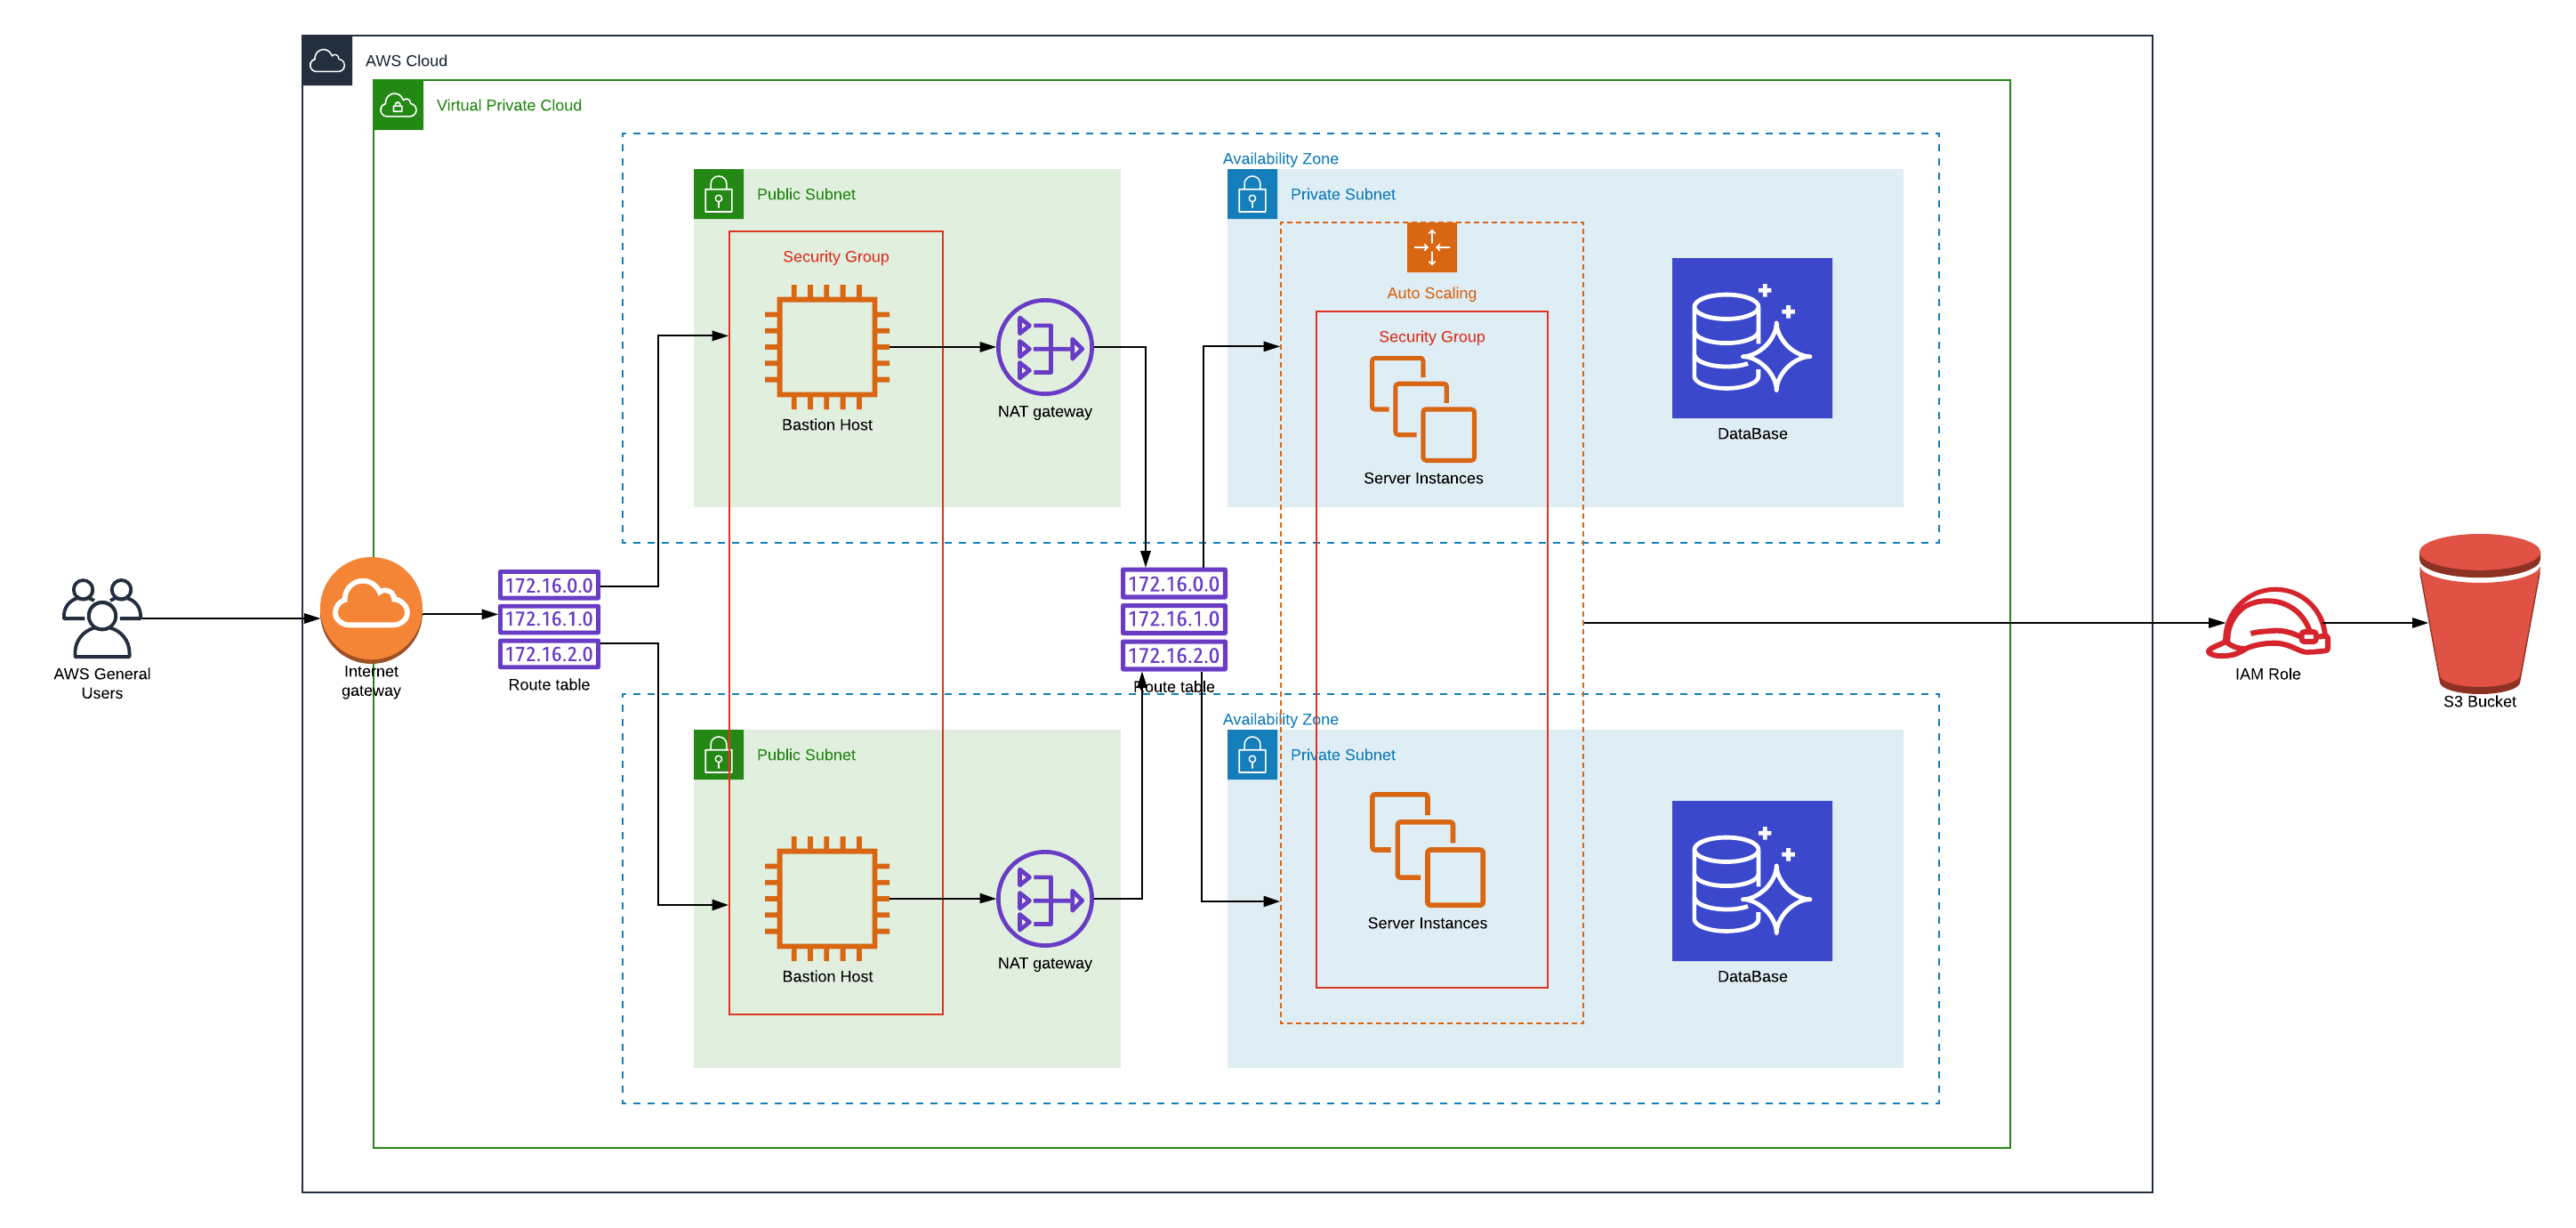 AWS Cloud
Virtual Private Cloud
Availability Zone
Public Subnet
Private Subnet
Security Group
Auto Scaling
Security Group
Bastion Host
NAT gateway
Server Instances
DataBase
AWS General
Users
Internet
gateway
172.16.0.0
172.16.1.0
172.16.2.0
Route table
172.16.0.0
172.16.1.0
172.16.2.0
Route table
IAM Role
S3 Bucket
Availability Zone
Public Subnet
Private Subnet
Bastion Host
NAT gateway
Server Instances
DataBase